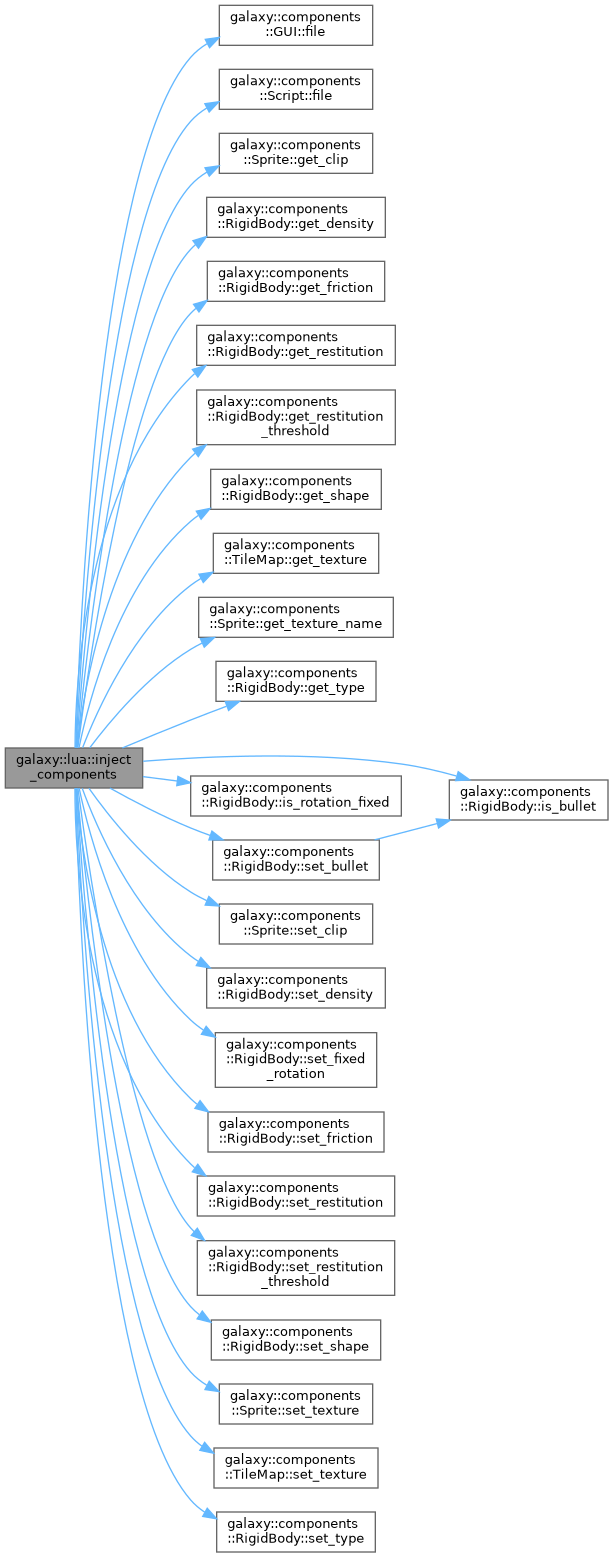 galaxy::components
::GUI::file
galaxy::components
::Script::file
galaxy::components
::Sprite::get_clip
galaxy::components
::RigidBody::get_density
galaxy::components
::RigidBody::get_friction
galaxy::components
::RigidBody::get_restitution
galaxy::components
::RigidBody::get_restitution
_threshold
galaxy::components
::RigidBody::get_shape
galaxy::components
::TileMap::get_texture
galaxy::components
::Sprite::get_texture_name
galaxy::components
::RigidBody::get_type
galaxy::lua::inject
_components
galaxy::components
::RigidBody::is_rotation_fixed
galaxy::components
::RigidBody::is_bullet
galaxy::components
::RigidBody::set_bullet
galaxy::components
::Sprite::set_clip
galaxy::components
::RigidBody::set_density
galaxy::components
::RigidBody::set_fixed
_rotation
galaxy::components
::RigidBody::set_friction
galaxy::components
::RigidBody::set_restitution
galaxy::components
::RigidBody::set_restitution
_threshold
galaxy::components
::RigidBody::set_shape
galaxy::components
::Sprite::set_texture
galaxy::components
::TileMap::set_texture
galaxy::components
::RigidBody::set_type